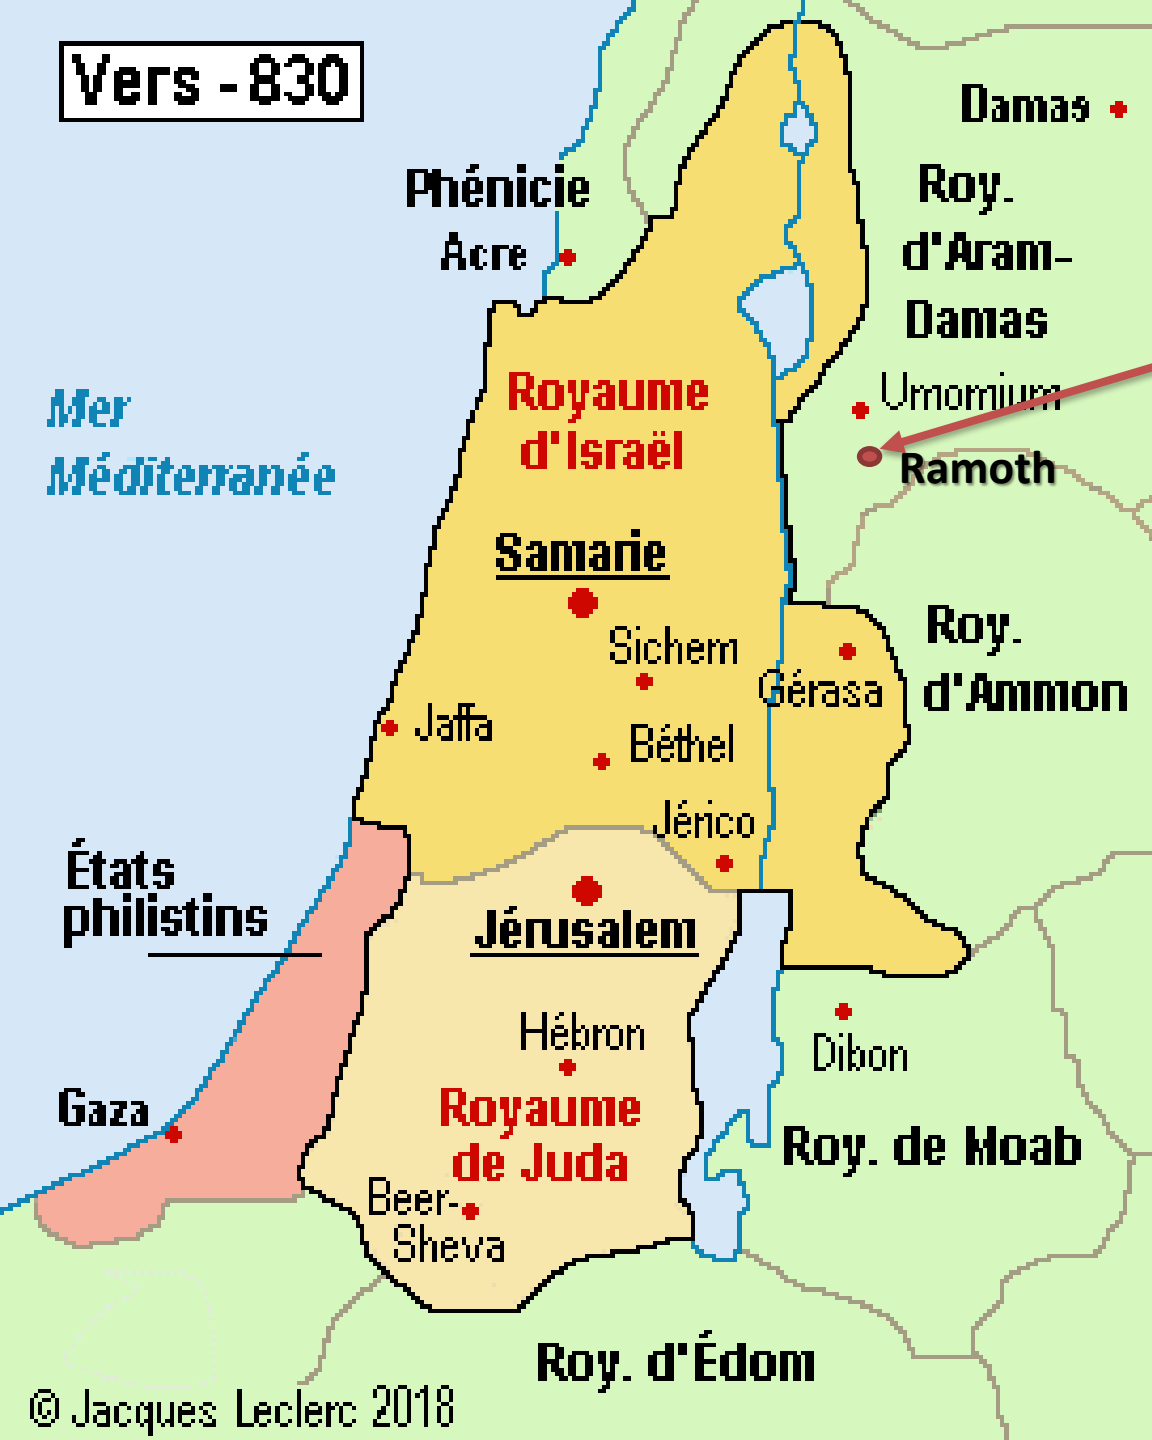 Vers - 830
Damas
Phénicie
Roy.
d'Aram-
Damas
Acre
Umomium
Royaume
d'Israël
Mer
Méditerranée
Ramoth
Samarie
Sichem
Roy.
d'Ammon
Gérasa
Jaffa
Béthel
Jérico
États
philistins
Jérusalem
Hébron
Dibon
Gaza
Royaume
de Juda
Roy. de Moab
Beer-
Sheva
Roy. d'Édom
© Jacques Leclerc 2018